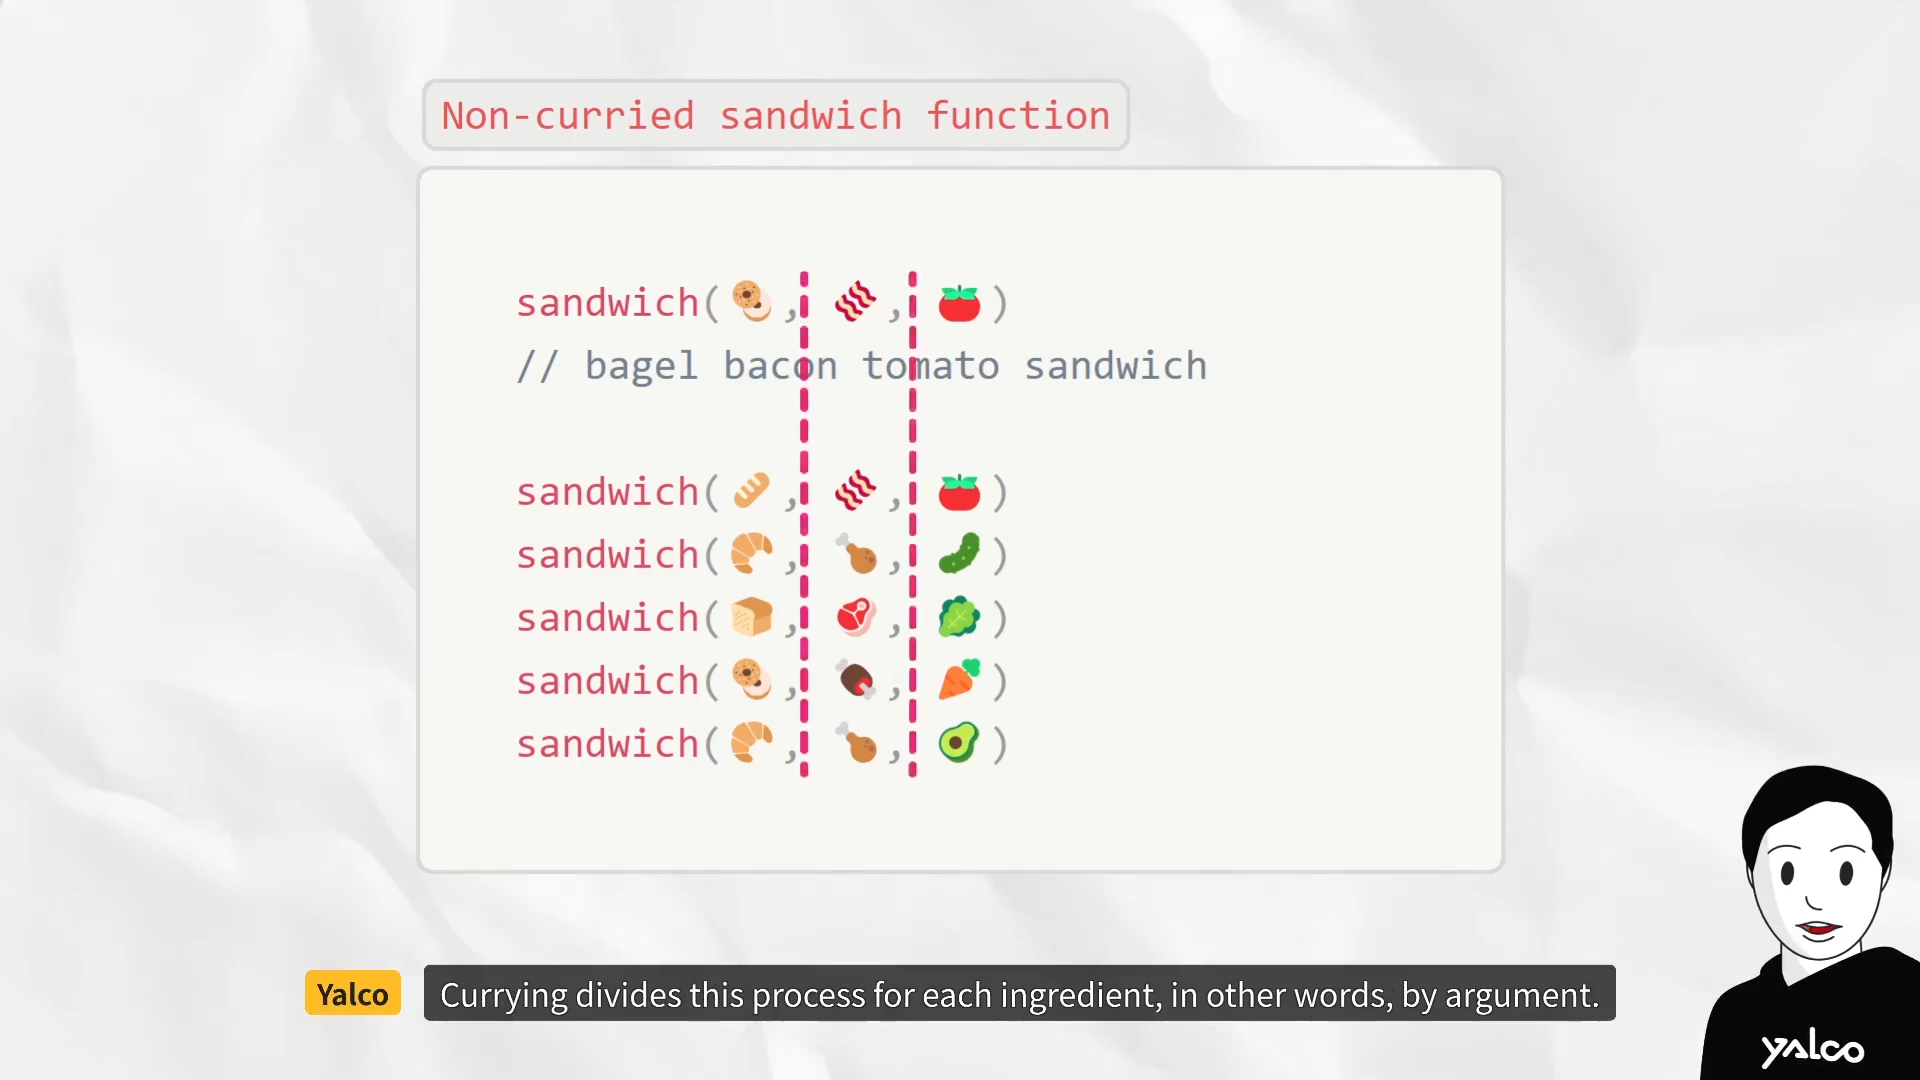 Non-curried sandwich function
sandwich(🥯, 🥓, 🍅)
// bagel bacon tomato sandwich
sandwich(🥖, 🥓, 🍅)
sandwich(🥐, 🍗, 🥒)
sandwich(🍞, 🥩, 🥬)
sandwich(🥯, 🍖, 🥕)
sandwich(🥐, 🍗, 🥑)
Yalco Currying divides this process for each ingredient, in other words, by argument.
yalco